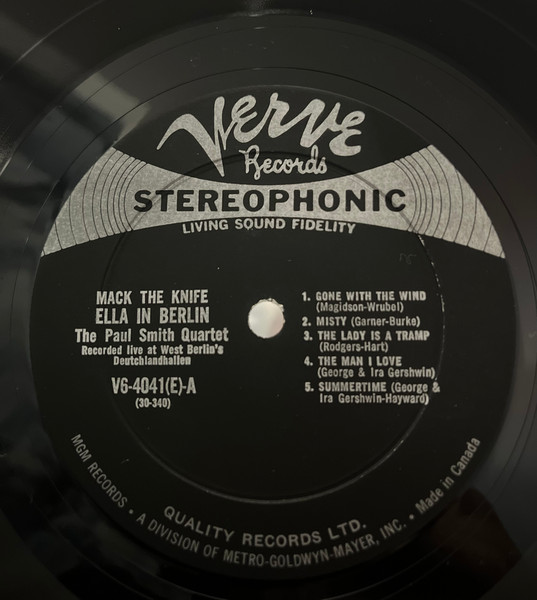 VERVE
Records
STEREOPHONIC
LIVING SOUND FIDELITY
MACK THE KNIFE
ELLA IN BERLIN
The Paul Smith Quartet
Recorded live at West Berlin's
Deutchlandhallen
V6-4041(E)-A
(30-340)
1. GONE WITH THE WIND
(Magidson-Wrubel)
2. MISTY (Garner-Burke)
3. THE LADY IS A TRAMP
(Rodgers-Hart)
4. THE MAN I LOVE
(George & Ira Gershwin)
5. SUMMERTIME (George &
Ira Gershwin-Hayward)
QUALITY RECORDS LTD.
MGM RECORDS • A DIVISION OF METRO-GOLDWYN-MAYER, INC. • Made in Canada